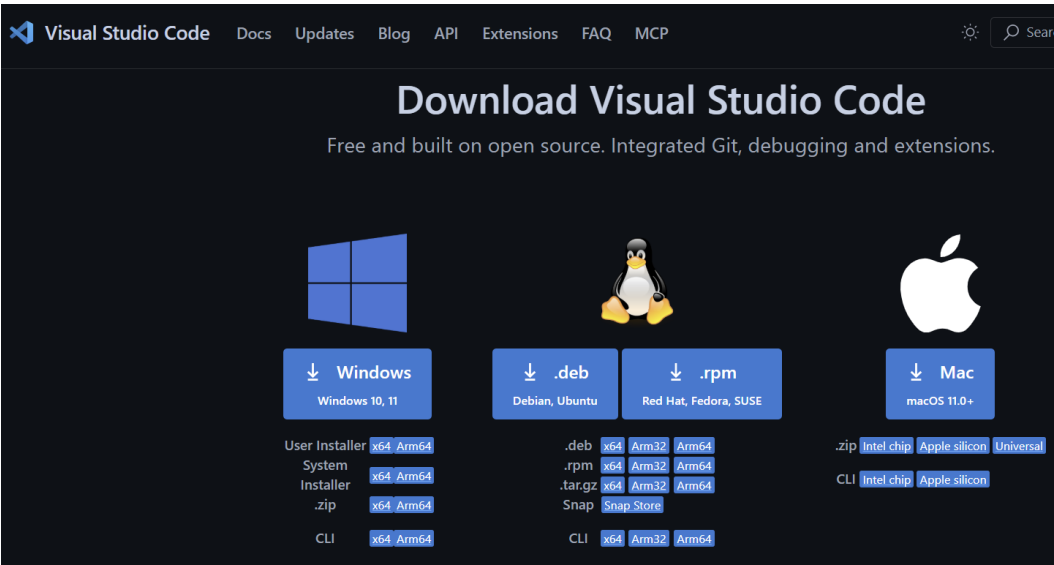 Visual Studio Code Docs Updates Blog API Extensions FAQ MCP
Download Visual Studio Code
Free and built on open source. Integrated Git, debugging and extensions.
Windows
Windows 10, 11
User Installer x64 Arm64
System
Installer x64 Arm64
.zip x64 Arm64
CLI x64 Arm64
.deb
Debian, Ubuntu
.rpm
Red Hat, Fedora, SUSE
.deb x64 Arm32 Arm64
.rpm x64 Arm32 Arm64
.tar.gz x64 Arm32 Arm64
Snap Snap Store
CLI x64 Arm32 Arm64
Mac
macOS 11.0+
.zip Intel chip Apple silicon Universal
CLI Intel chip Apple silicon